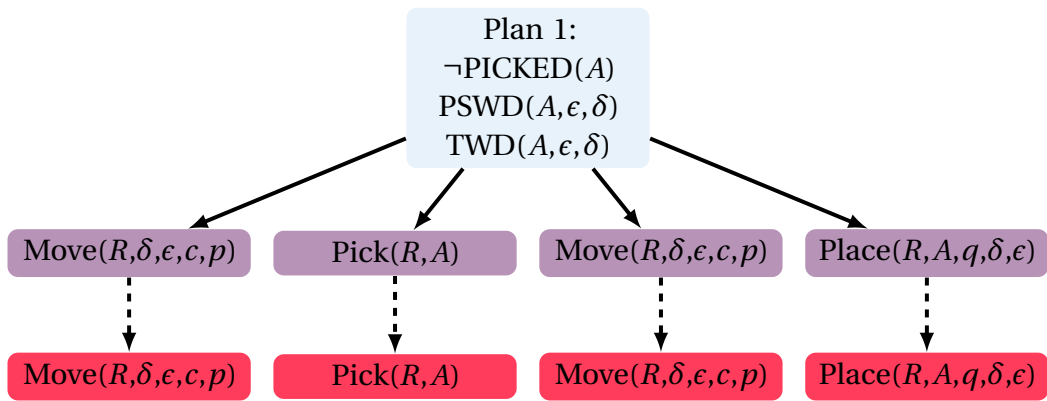 Plan 1:
¬PICKED(A)
PSWD(A,ϵ,δ)
TWD(A,ϵ,δ)
Move(R,δ,ϵ,c,p)
Pick(R,A)
Move(R,δ,ϵ,c,p)
Place(R,A,q,δ,ϵ)
Move(R,δ,ϵ,c,p)
Pick(R,A)
Move(R,δ,ϵ,c,p)
Place(R,A,q,δ,ϵ)